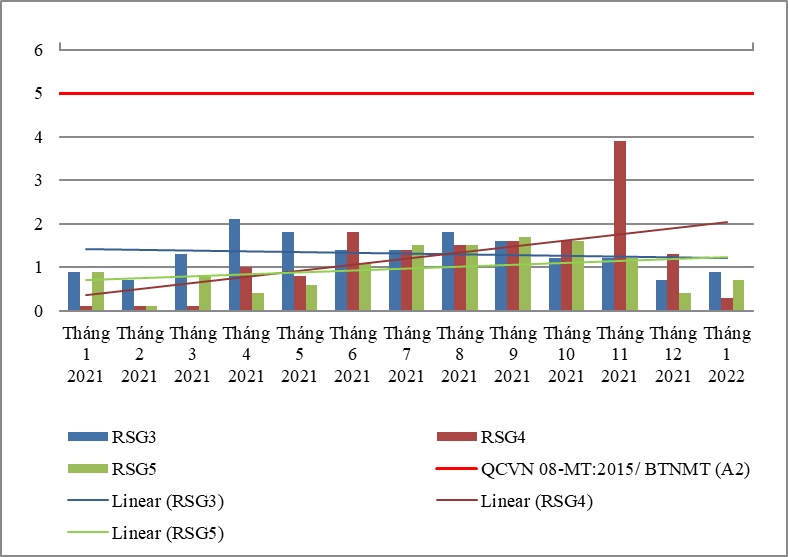 6
5
4
3
2
1
0
Tháng Tháng Tháng Tháng Tháng Tháng Tháng Tháng Tháng Tháng Tháng Tháng Tháng
1 2 3 4 5 6 7 8 9 10 11 12 1
2021 2021 2021 2021 2021 2021 2021 2021 2021 2021 2021 2021 2022
RSG3 RSG4
RSG5 QCVN 08-MT:2015/ BTNMT (A2)
Linear (RSG3) Linear (RSG4)
Linear (RSG5)